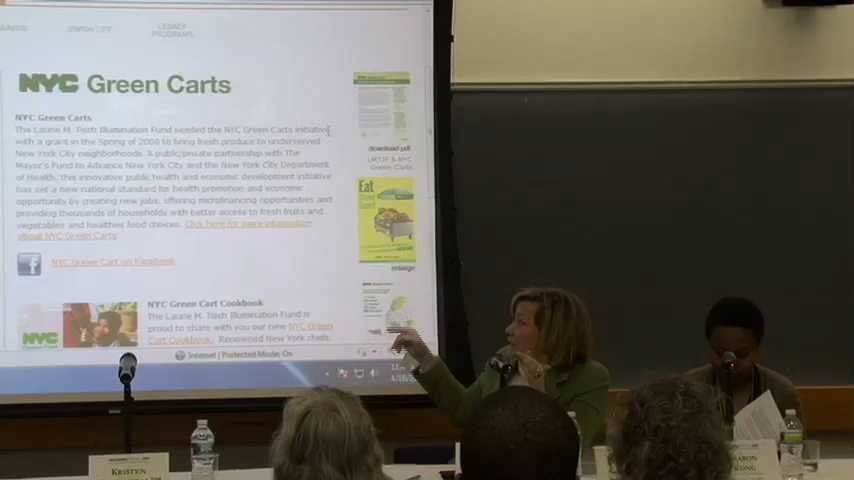 JEWISH LIFE
LEGACY
PROGRAMS
NYC Green Carts
NYC Green Carts
The Laurie M. Tisch Illumination Fund seeded the NYC Green Carts initiative
with a grant in the Spring of 2008 to bring fresh produce to underserved
New York City neighborhoods. A public/private partnership with The
Mayor's Fund to Advance New York City and the New York City Department
of Health, this innovative public health and economic development initiative
has set a new national standard for health promotion and economic
opportunity by creating new jobs, offering microfinancing opportunities and
providing thousands of households with better access to fresh fruits and
vegetables and healthier food choices. Click here for more information
about NYC Green Carts
download pdf
LMTIF & NYC
Green Carts
Eat
enlarge
NYC Green Cart on Facebook
NYC Green Cart Cookbook
The Laurie M. Tisch Illumination Fund is
proud to share with you our new NYC Green
Cart Cookbook. Renowned New York chefs,
NYC
Internet | Protected Mode: On
KRISTEN